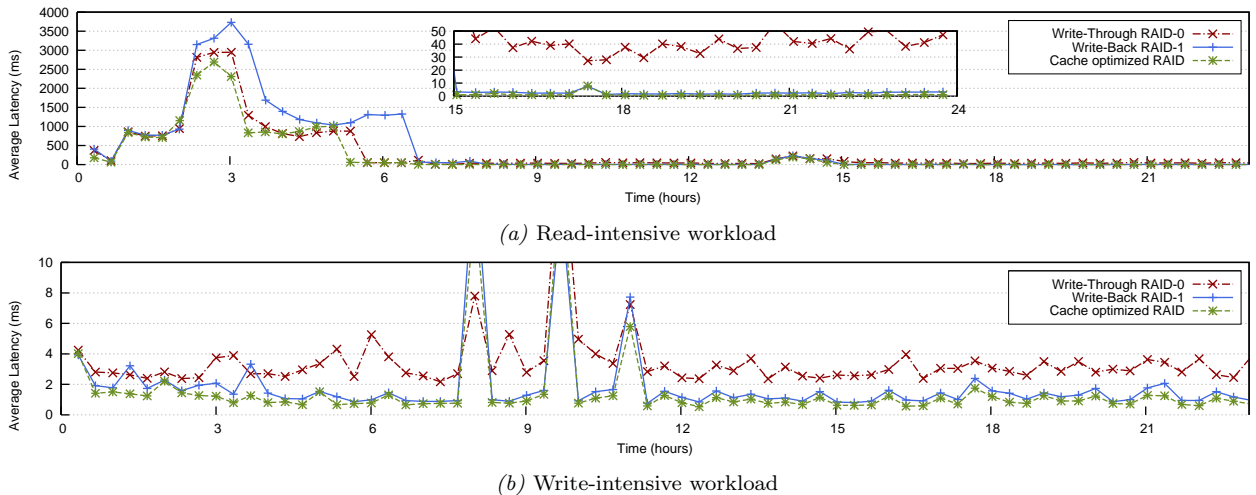 4000
3500
3000
2500
2000
1500
1000
500
0
Average Latency (ms)
50
40
30
20
10
0
15 18 21 24
Write-Through RAID-0
Write-Back RAID-1
Cache optimized RAID
0 3 6 9 12 15 18 21
Time (hours)
(a) Read-intensive workload
10
8
6
4
2
0
Average Latency (ms)
Write-Through RAID-0
Write-Back RAID-1
Cache optimized RAID
0 3 6 9 12 15 18 21
Time (hours)
(b) Write-intensive workload